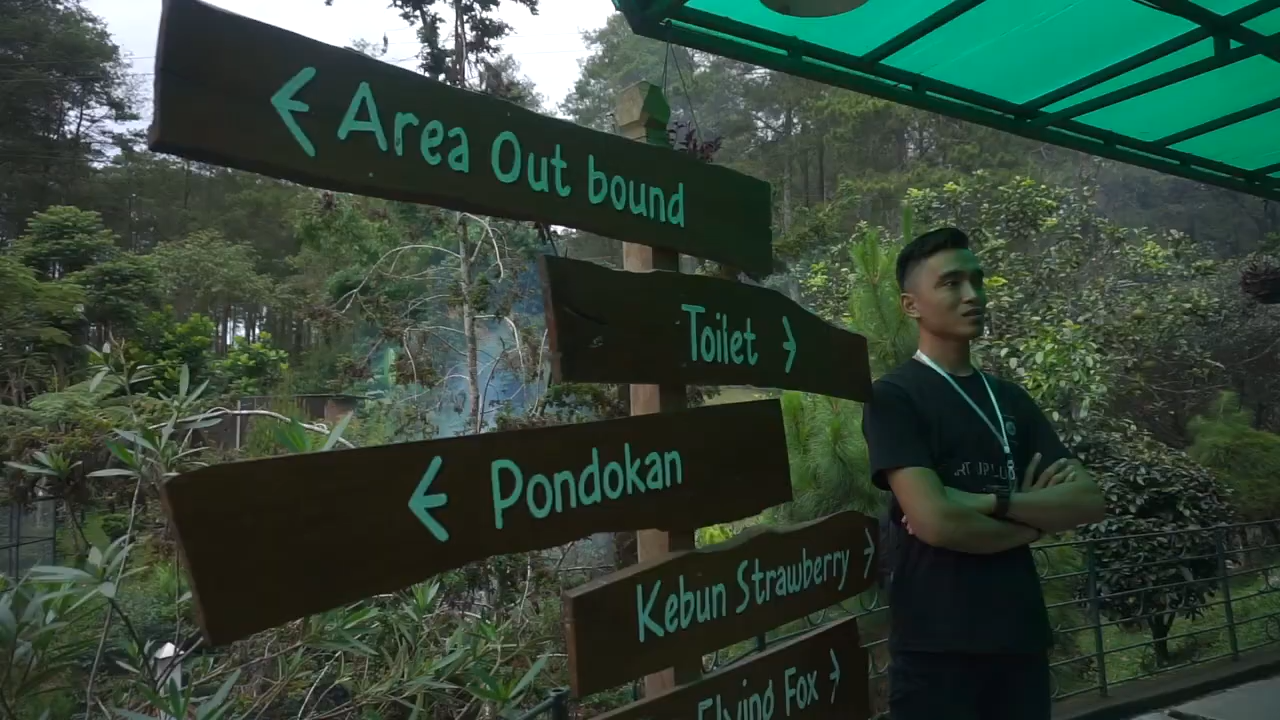 Area Out bound
Toilet
Pondokan
Kebun Strawberry
Flying Fox